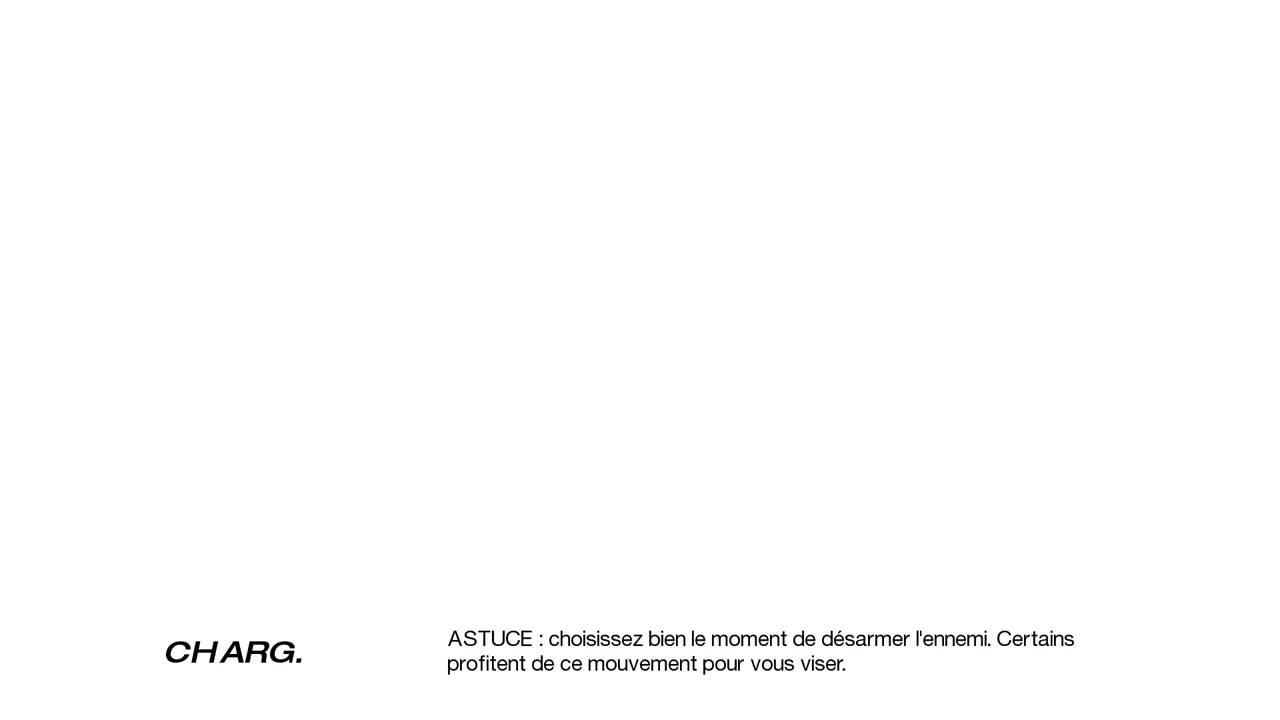 CHARG.
ASTUCE : choisissez bien le moment de désarmer l'ennemi. Certains
profitent de ce mouvement pour vous viser.